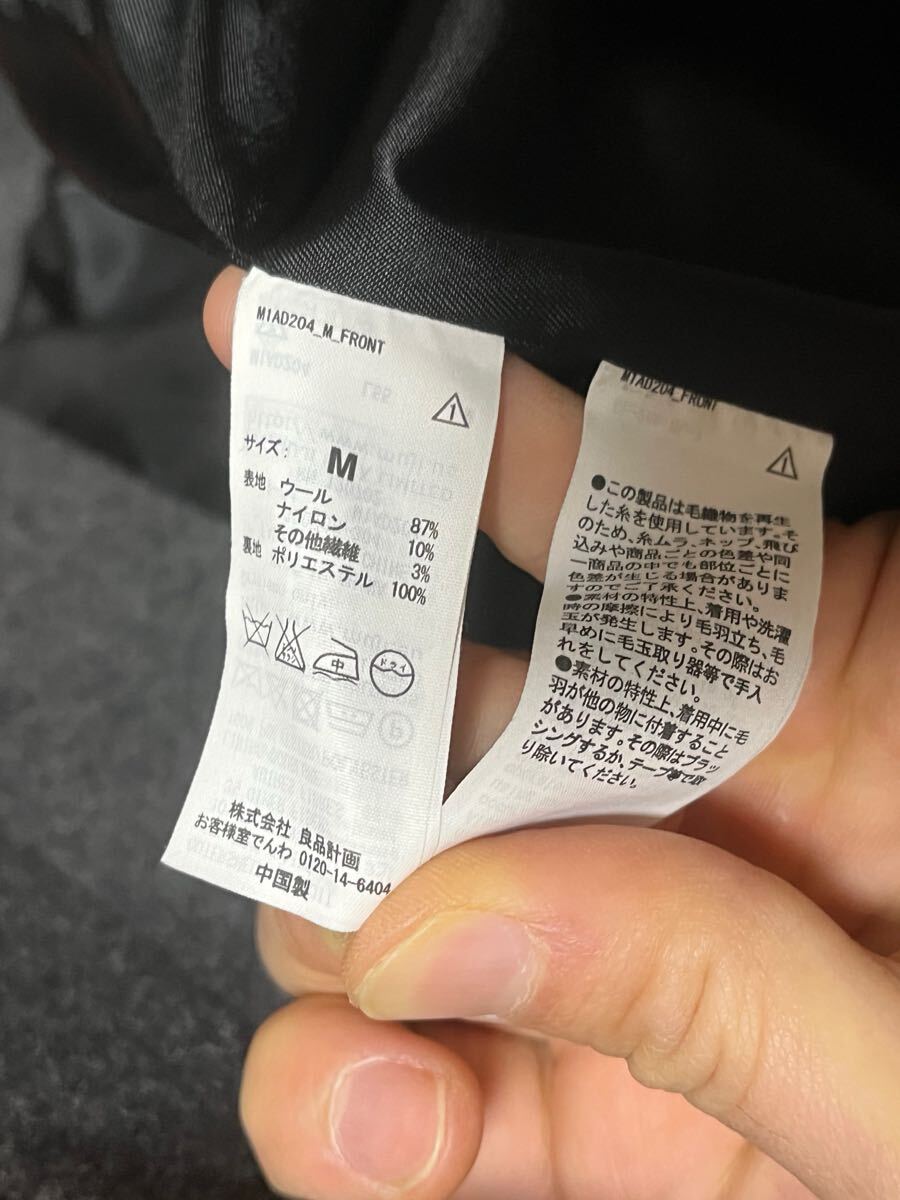 M1AD204_M_FRONT
1
サイズ: M
表地 ウール 87%
ナイロン 10%
その他繊維 3%
裏地 ポリエステル 100%
中 ドライ
株式会社 良品計画
お客様室でんわ 0120-14-6404
中国製
M1AD204_FRONT
1
●この製品は毛織物を再生
した糸を使用しています。そ
のため、糸ムラ、ネップ、飛び
込みや商品ごとの色差や同
一商品の中でも部位ごとに
色差が生じる場合がありま
すのでご了承ください。
●素材の特性上、着用や洗濯
時の摩擦により毛羽立ち、毛
玉が発生します。その際はお
早めに毛玉取り器等で手入
れをしてください。
●素材の特性上、着用中に毛
羽が他の物に付着すること
があります。その際はブラッ
シングするか、テープ等で取
り除いてください。